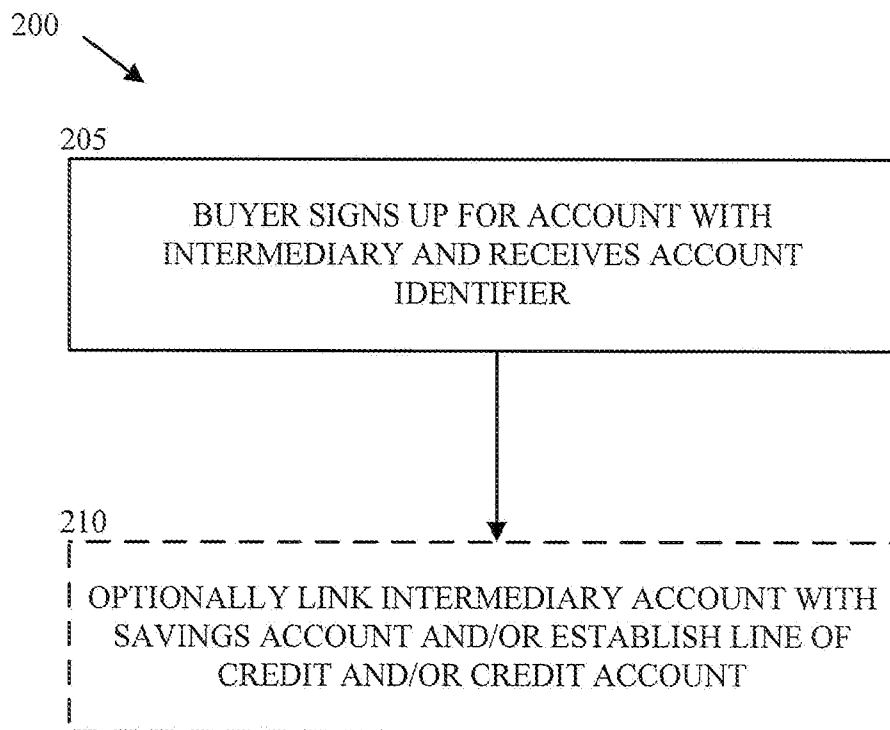 200
205
BUYER SIGNS UP FOR ACCOUNT WITH
INTERMEDIARY AND RECEIVES ACCOUNT
IDENTIFIER
210
OPTIONALLY LINK INTERMEDIARY ACCOUNT WITH
SAVINGS ACCOUNT AND/OR ESTABLISH LINE OF
CREDIT AND/OR CREDIT ACCOUNT